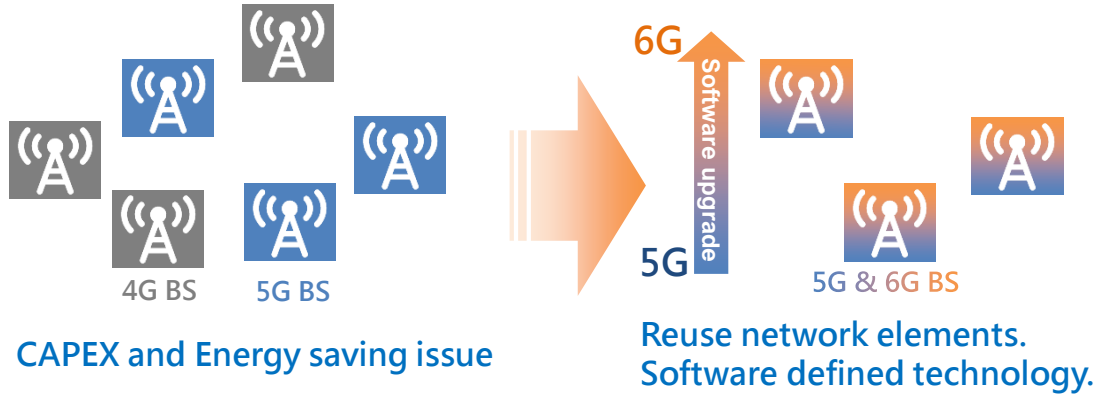 4G BS
5G BS
CAPEX and Energy saving issue
6G
Software upgrade
5G
5G & 6G BS
Reuse network elements.
Software defined technology.